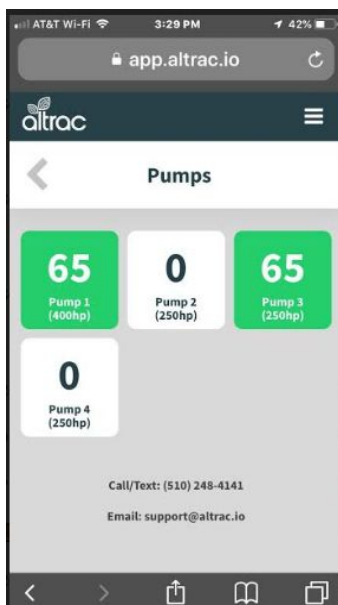 AT&T Wi-Fi 3:29 PM 42%
app.altrac.io
altrac
Pumps
65 0 65
Pump 1 Pump 2 Pump 3
(400hp) (250hp) (250hp)
0
Pump 4
(250hp)
Call/Text: (510) 248-4141
Email: support@altrac.io